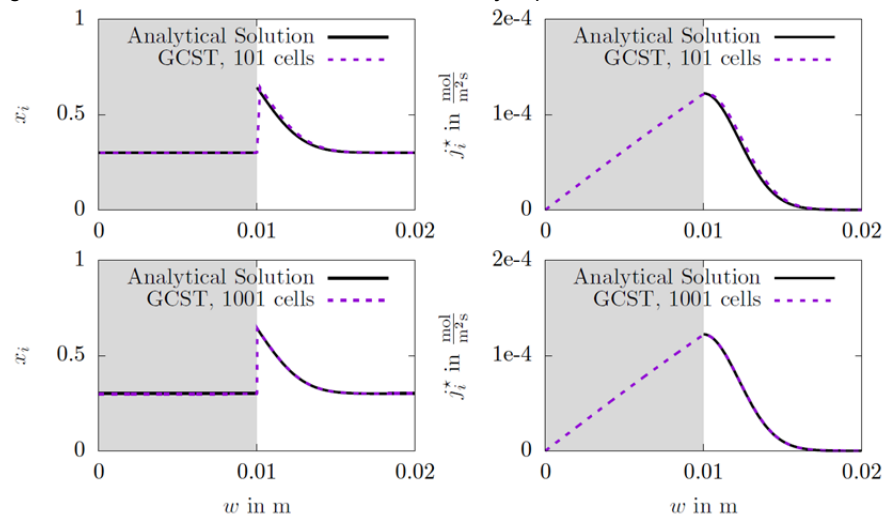 1
Analytical Solution
GCST, 101 cells
x_i
0.5
0
0
0.01
0.02
2e-4
Analytical Solution
GCST, 101 cells
j_i^⋆ in mol/m²s
1e-4
0
0
0.01
0.02
1
Analytical Solution
GCST, 1001 cells
x_i
0.5
0
0
0.01
0.02
w in m
2e-4
Analytical Solution
GCST, 1001 cells
j_i^⋆ in mol/m²s
1e-4
0
0
0.01
0.02
w in m